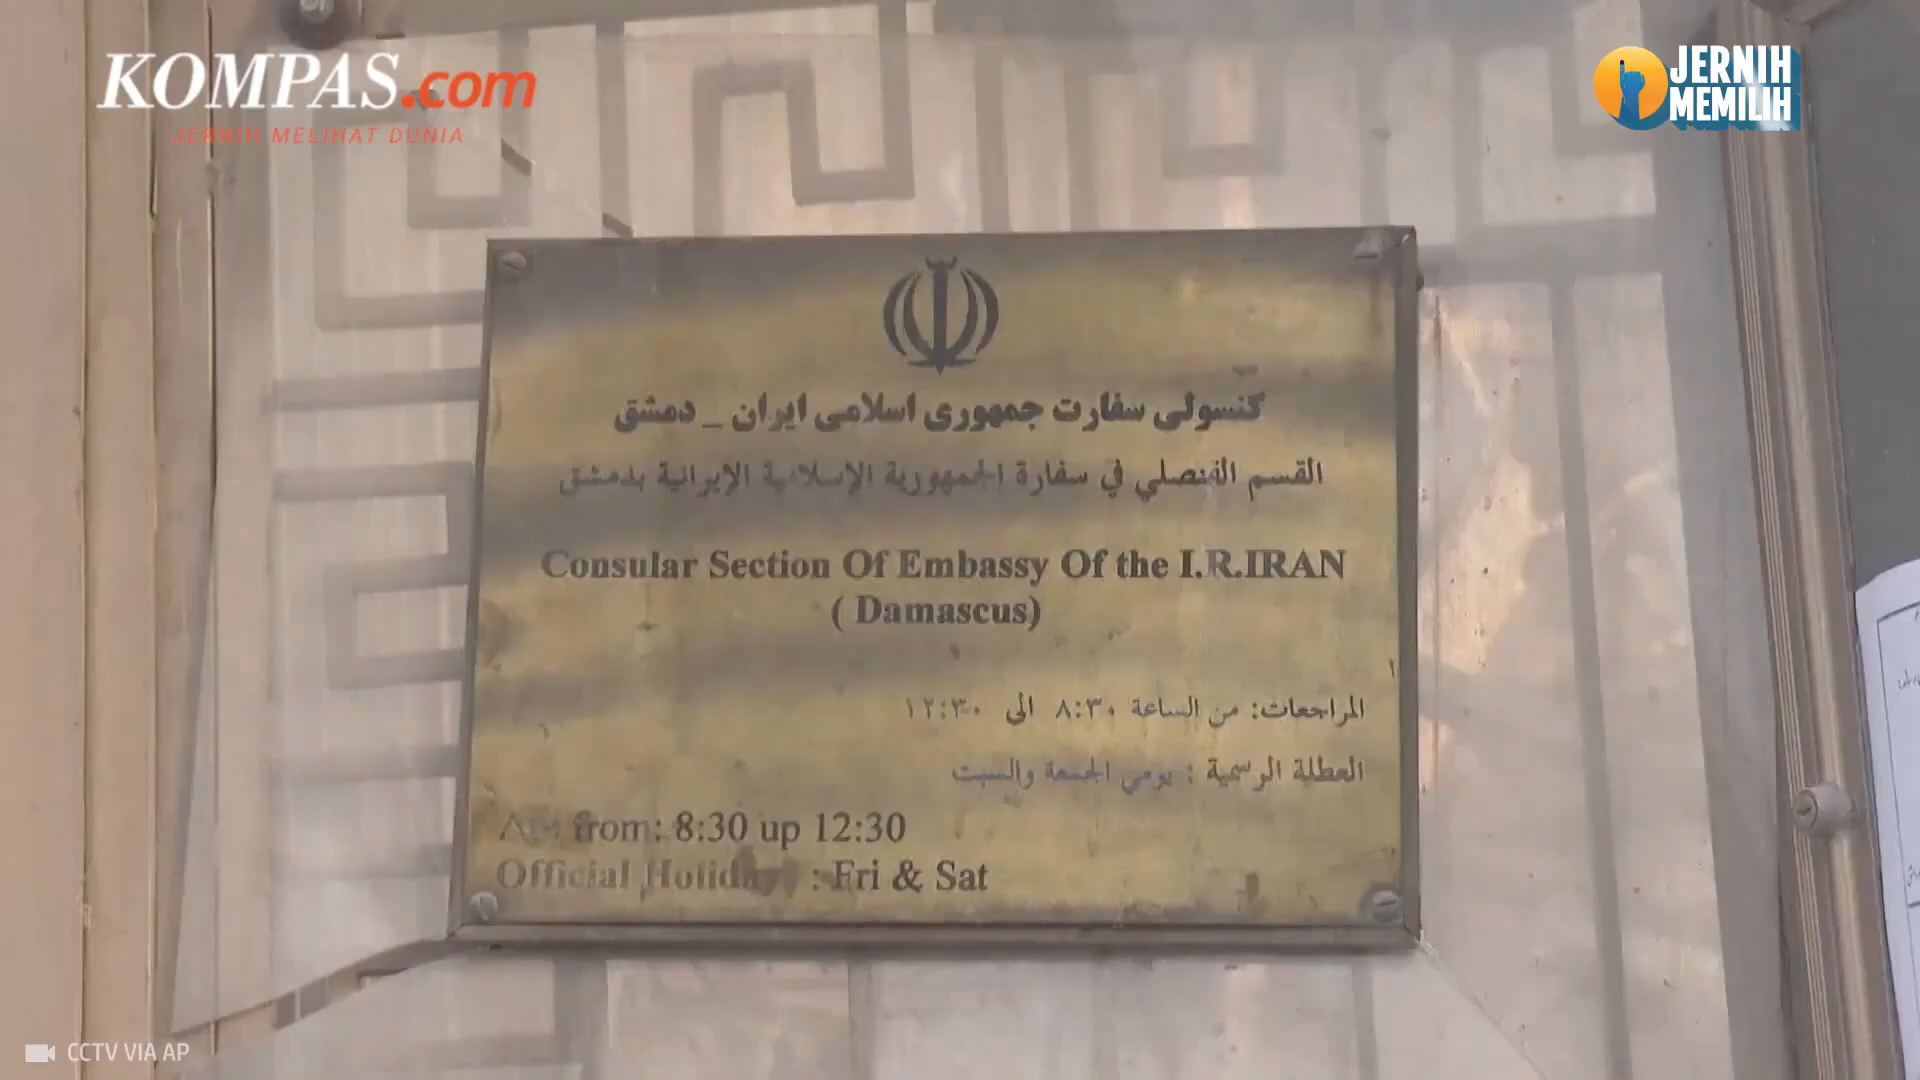 KOMPAS.com
JERNIH MELIHAT DUNIA
JERNIH
MEMILIH
کنسولی سفارت جمهوری اسلامی ایران _ دمشق
القسم القنصلي في سفارة الجمهورية الإسلامية الإيرانية بدمشق
Consular Section Of Embassy Of the I.R.IRAN
( Damascus)
المراجعات: من الساعة ٨:٣٠ الى ١٢:٣٠
العطلة الرسمية : يومي الجمعة والسبت
from: 8:30 up 12:30
Official Holiday : Fri & Sat
CCTV VIA AP